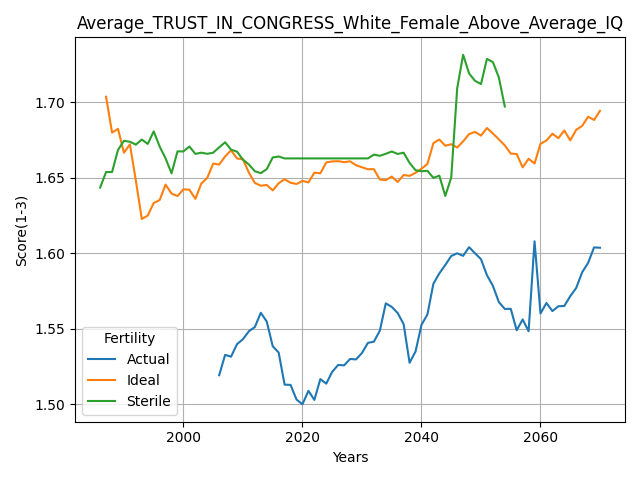 Average_TRUST_IN_CONGRESS_White_Female_Above_Average_IQ
1.70
1.65
1.60
1.55
1.50
Score(1-3)
Fertility
Actual
Ideal
Sterile
2000
2020
2040
2060
Years